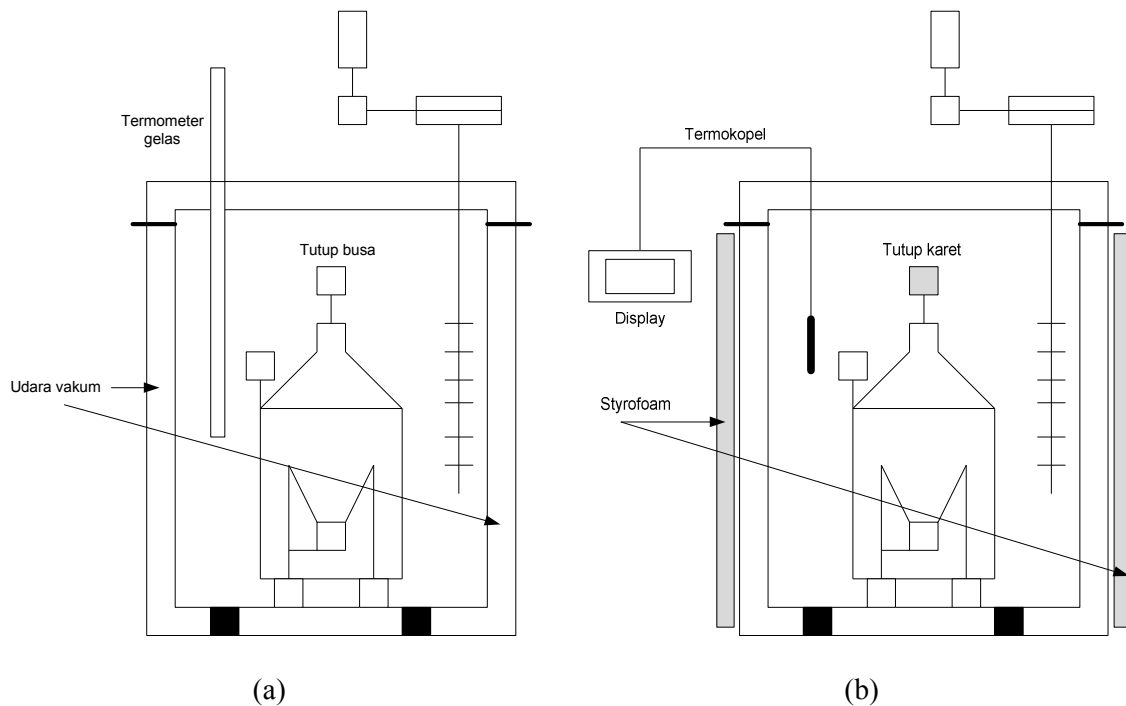 Termometer
gelas
Tutup busa
Udara vakum
(a)
Termokopel
Tutup karet
Display
Styrofoam
(b)